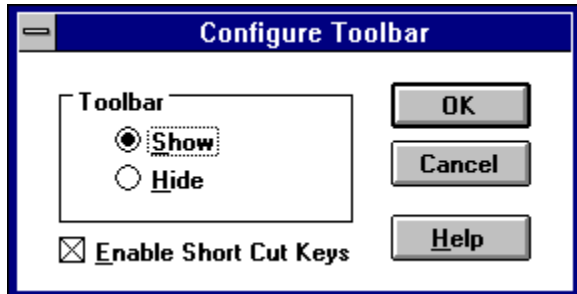 Configure Toolbar
Toolbar
Show
Hide
Enable Short Cut Keys
OK
Cancel
Help